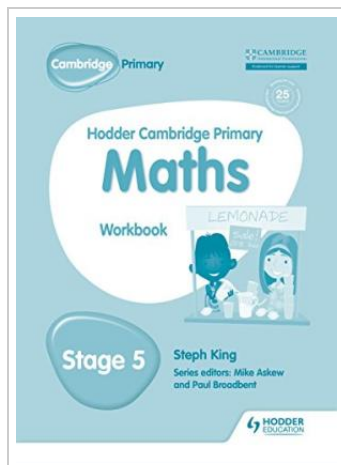 Cambridge Primary
CAMBRIDGE
Hodder Cambridge Primary
Maths
Workbook
LEMONADE
25
Stage 5
Steph King
Series editors: Mike Askew
and Paul Broadbent
HODDER
EDUCATION